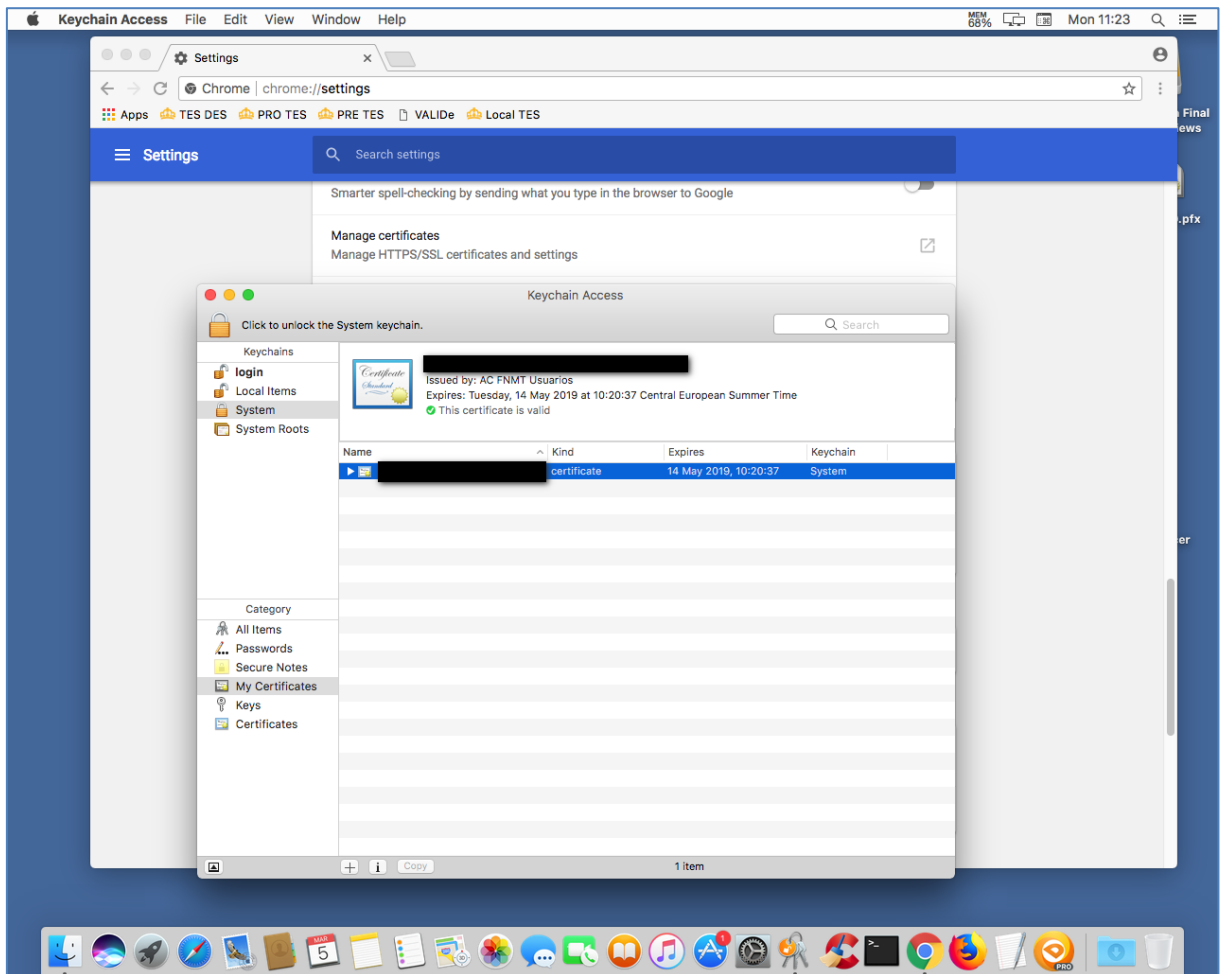 Keychain Access File Edit View Window Help MEM 68% Mon 11:23
Settings
Chrome chrome://settings
Apps TES DES PRO TES PRE TES VALIDe Local TES
Final
ews
Settings Search settings
Smarter spell-checking by sending what you type in the browser to Google
.pfx
Manage certificates
Manage HTTPS/SSL certificates and settings
Keychain Access
Click to unlock the System keychain. Search
Keychains
login
Local Items
System
System Roots
Certificate
Standard
Issued by: AC FNMT Usuarios
Expires: Tuesday, 14 May 2019 at 10:20:37 Central European Summer Time
This certificate is valid
Name Kind Expires Keychain
certificate 14 May 2019, 10:20:37 System
er
Category
All Items
Passwords
Secure Notes
My Certificates
Keys
Certificates
+ i Copy 1 item
MAR
5
1
>_
PRO